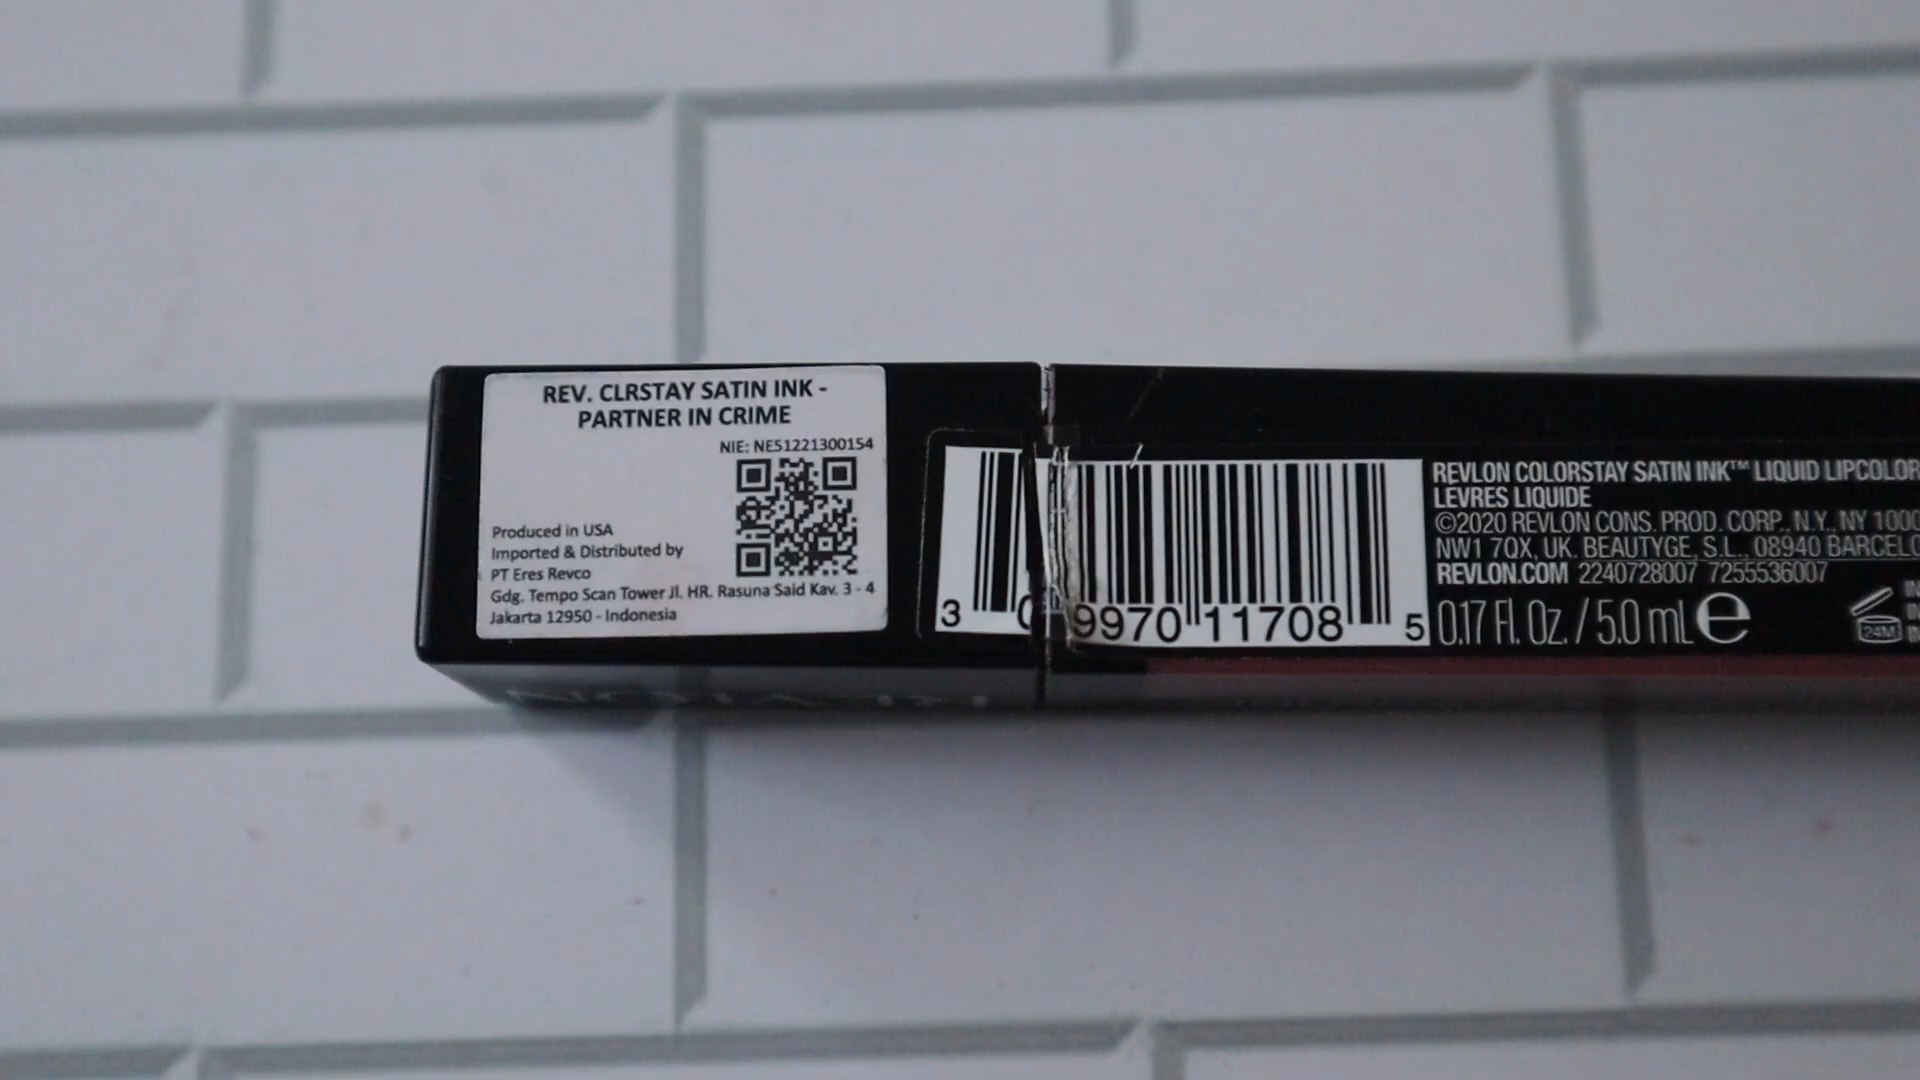 REV. CLRSTAY SATIN INK -
PARTNER IN CRIME
NIE: NE51221300154
Produced in USA
Imported & Distributed by
PT Eres Revco
Gdg. Tempo Scan Tower Jl. HR. Rasuna Said Kav. 3 - 4
Jakarta 12950 - Indonesia
3 0 9970 11708 5
REVLON COLORSTAY SATIN INK™ LIQUID LIPCOLOR
LEVRES LIQUIDE
©2020 REVLON CONS. PROD. CORP., N.Y., NY
NW1 7QX, UK. BEAUTYGE, S.L., 08940
REVLON.COM 2240728007 7255536007
0.17 Fl. Oz. / 5.0 mL e
24M